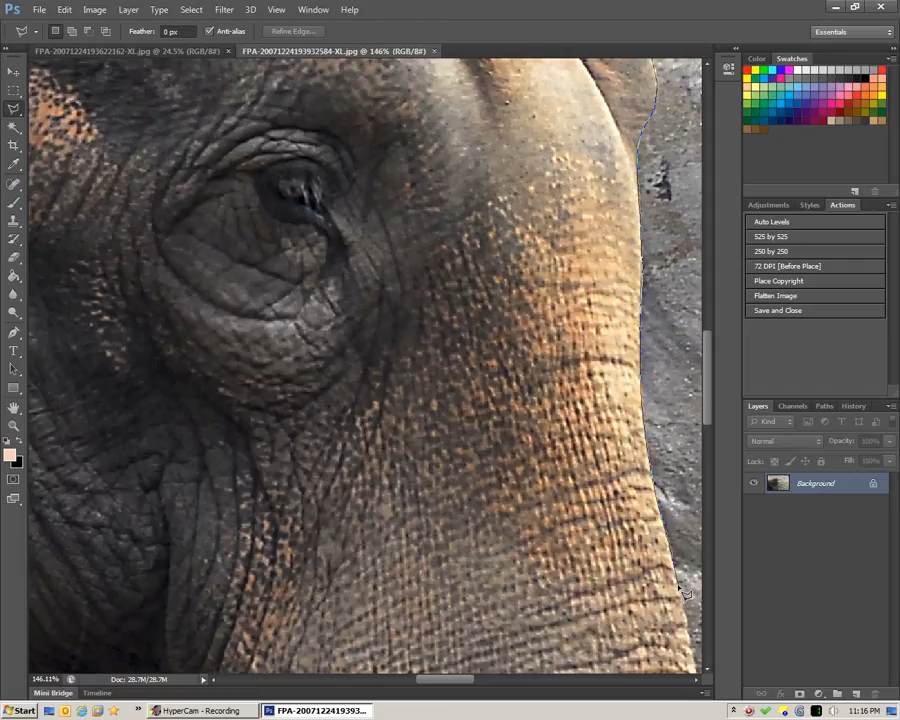 Ps File Edit Image Layer Type Select Filter 3D View Window Help
Feather: 0 px Anti-alias Refine Edge... Essentials
FPA-2007122419362​2162-XL.jpg @ 24.5% (RGB/8#) × FPA-20071224193932584-XL.jpg @ 146% (RGB/8#) ×
Color Swatches
Adjustments Styles Actions
Auto Levels
525 by 525
250 by 250
72 DPI [Before Place]
Place Copyright
Flatten Image
Save and Close
Layers Channels Paths History
Kind
Normal Opacity: 100%
Lock: Fill: 100%
Background
146.11% Doc: 28.7M/28.7M
Mini Bridge Timeline
Start HyperCam - Recording FPA-2007122419393... 11:16 PM